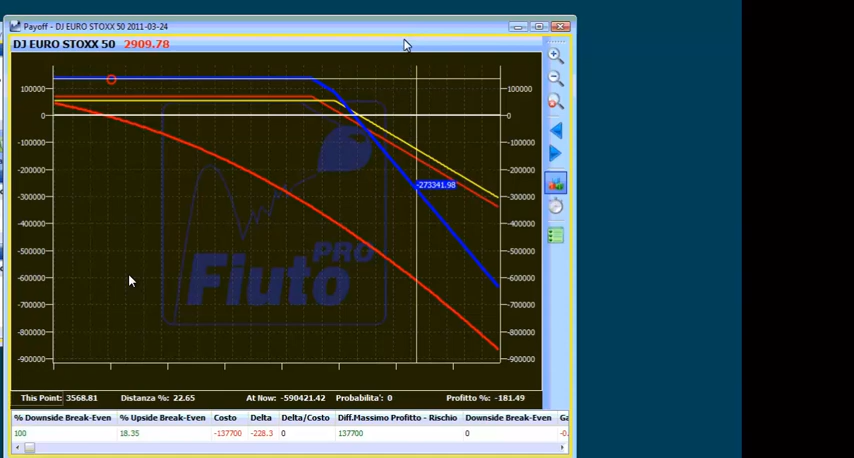 Payoff - DJ EURO STOXX 50 2011-03-24
DJ EURO STOXX 50 2909.78
100000 100000
0 0
-100000 -100000
-200000 -200000
-300000 -300000
-400000 -400000
-500000 -500000
-600000 -600000
-700000 -700000
-800000 -800000
-900000 -900000
-273341.98
Fiuto PRO
This Point: 3568.81 Distanza %: 22.65 At Now: -590421.42 Probabilita': 0 Profitto %: -181.49
% Downside Break-Even % Upside Break-Even Costo Delta Delta/Costo Diff.Massimo Profitto - Rischio Downside Break-Even
100 18.35 -137700 -228.3 0 137700 0